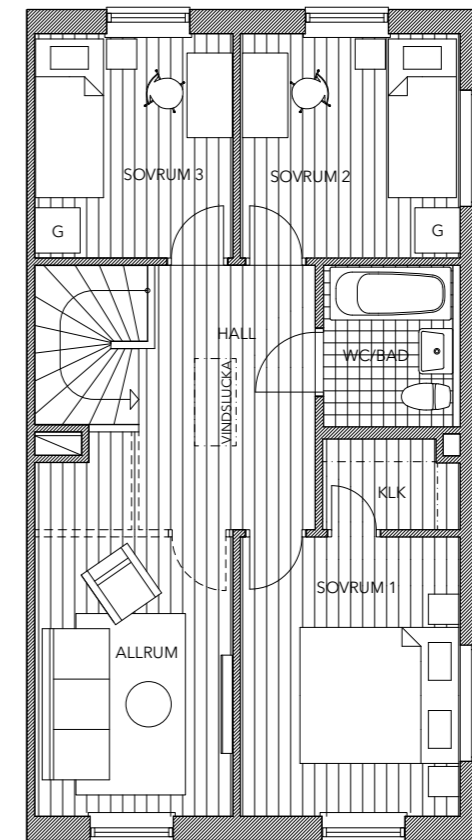 SOVRUM 3
SOVRUM 2
G
G
HALL
WC/BAD
VINDSLUCKA
KLK
SOVRUM 1
ALLRUM